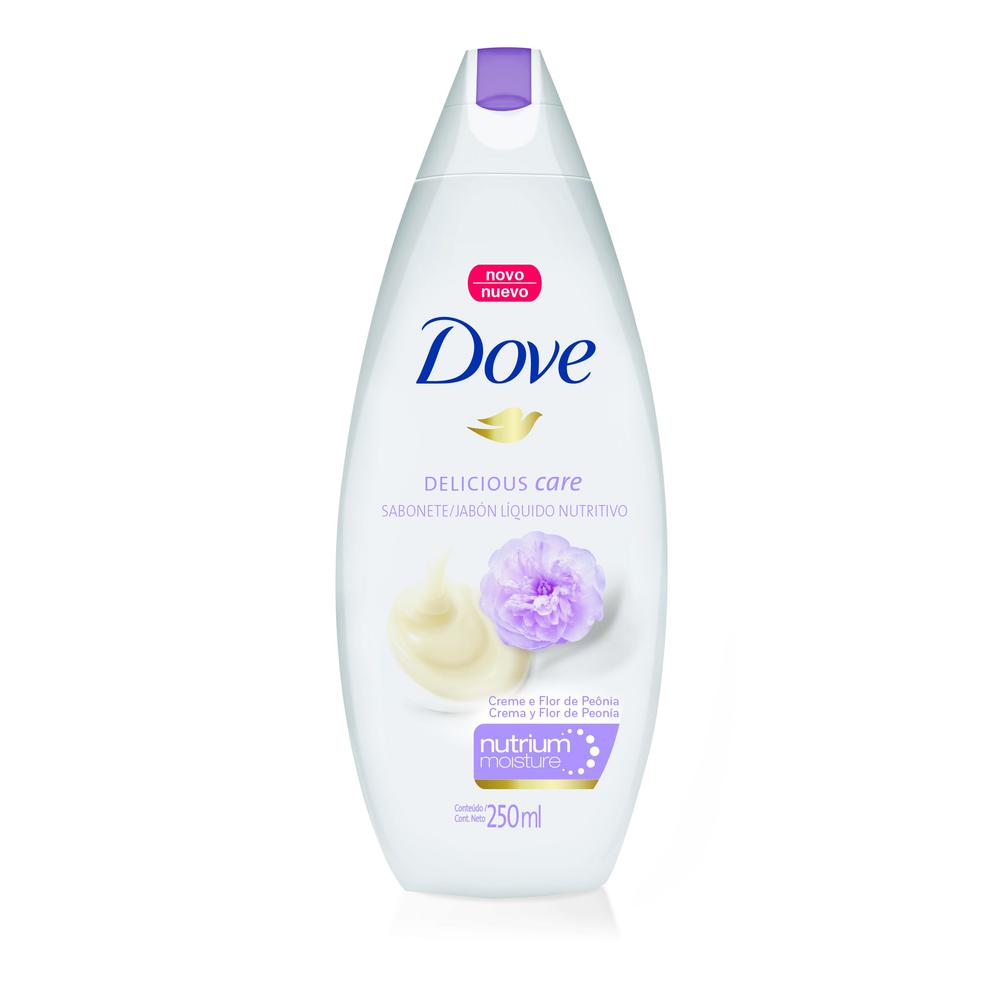 novo
nuevo
Dove
DELICIOUS care
SABONETE/JABÓN LÍQUIDO NUTRITIVO
Creme e Flor de Peônia
Crema y Flor de Peonía
nutrium
moisture
Conteúdo/
Cont. Neto 250ml